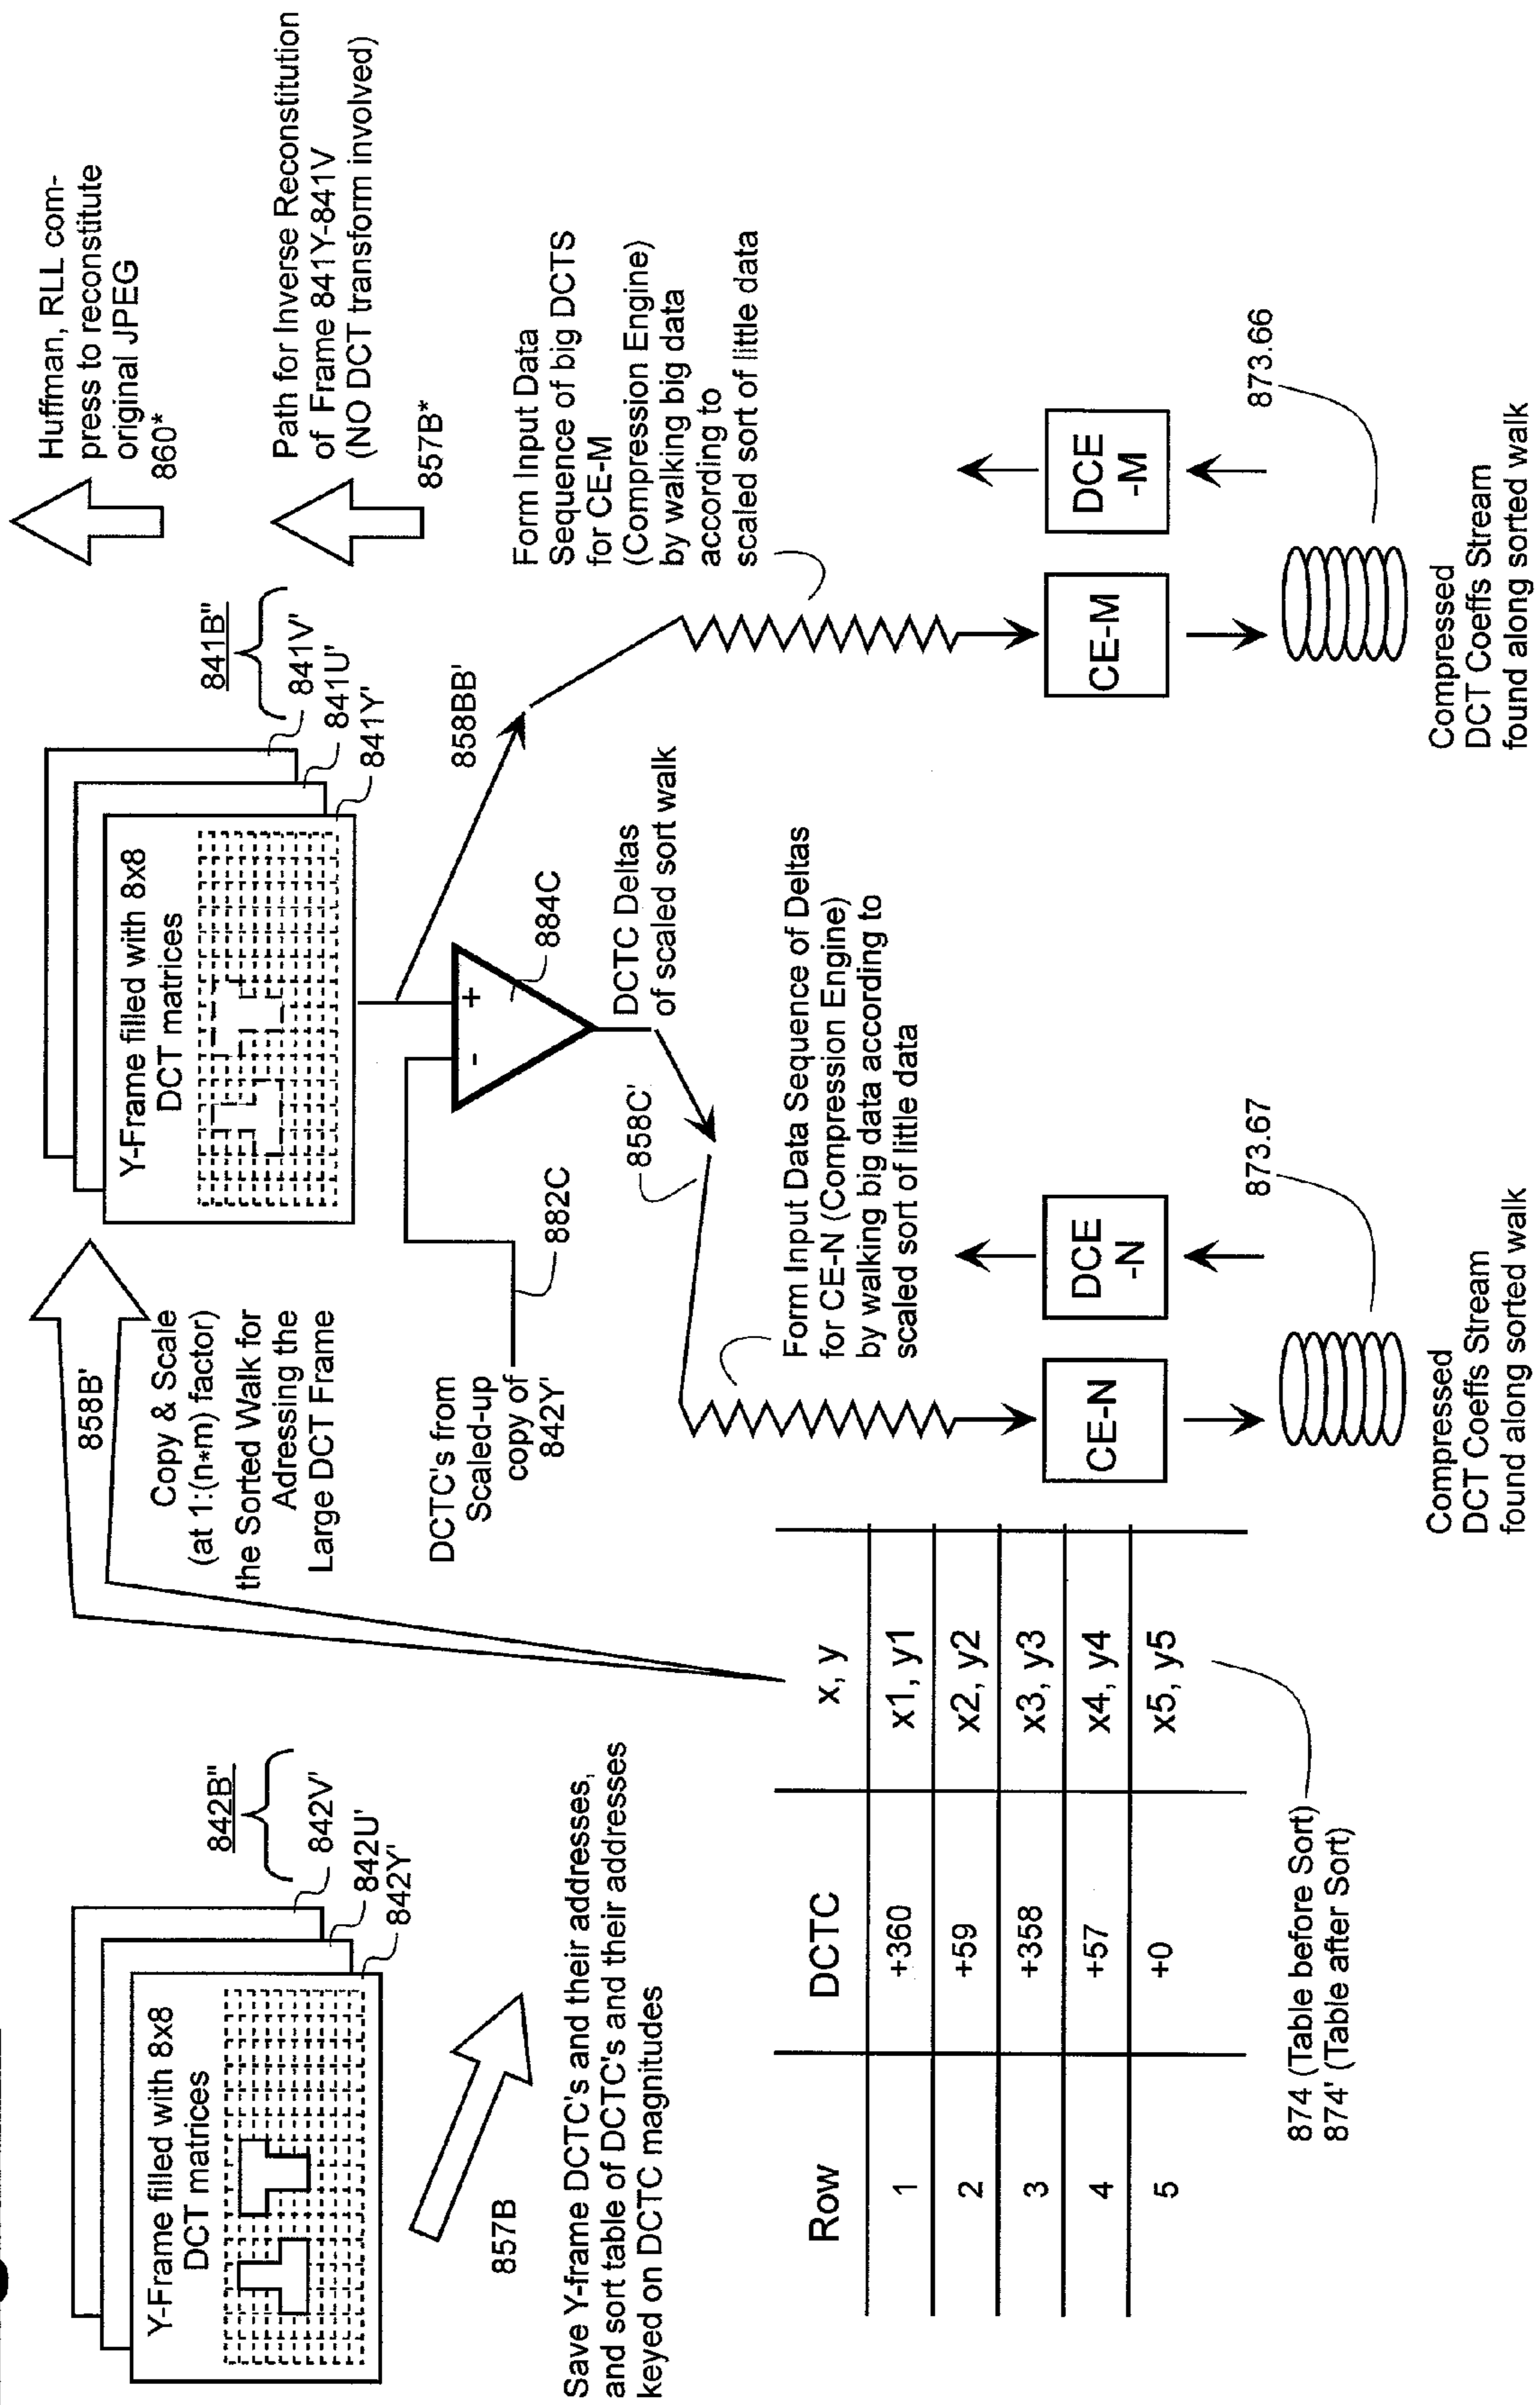 Y-Frame filled with 8x8
DCT matrices
842B"
842V'
842U'
842Y'
857B
Save Y-frame DCTC's and their addresses,
and sort table of DCTC's and their addresses
keyed on DCTC magnitudes
Row DCTC x, y
1 +360 x1, y1
2 +59 x2, y2
3 +358 x3, y3
4 +57 x4, y4
5 +0 x5, y5
874 (Table before Sort)
874' (Table after Sort)
858B'
Copy & Scale
(at 1:(n*m) factor)
the Sorted Walk for
Adressing the
Large DCT Frame
Y-Frame filled with 8x8
DCT matrices
841B"
841V'
841U'
841Y'
DCTC's from
Scaled-up
copy of
842Y'
882C
-
+
884C
DCTC Deltas
of scaled sort walk
858C'
858BB'
Form Input Data Sequence of Deltas
for CE-N (Compression Engine)
by walking big data according to
scaled sort of little data
CE-N
DCE
-N
873.67
Compressed
DCT Coeffs Stream
found along sorted walk
Huffman, RLL com-
press to reconstitute
original JPEG
860*
Path for Inverse Reconstitution
of Frame 841Y-841V
(NO DCT transform involved)
857B*
Form Input Data
Sequence of big DCTS
for CE-M
(Compression Engine)
by walking big data
according to
scaled sort of little data
CE-M
DCE
-M
873.66
Compressed
DCT Coeffs Stream
found along sorted walk